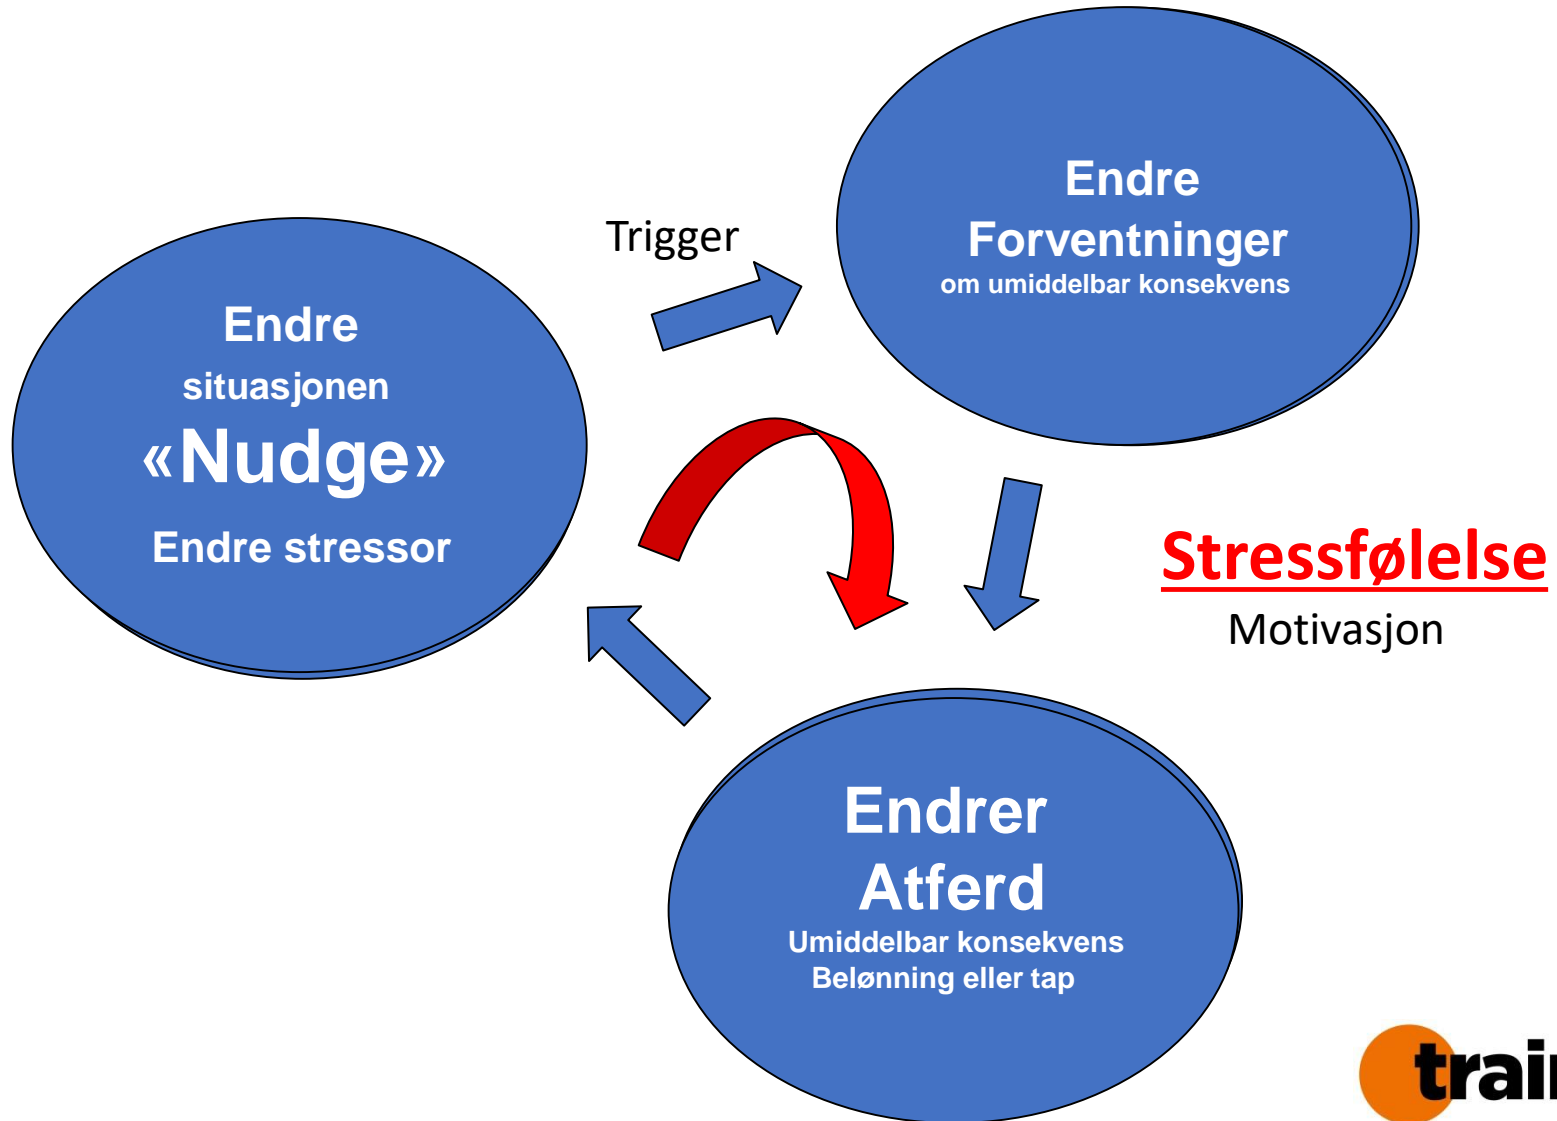 Trigger
Endre
Forventninger
om umiddelbar konsekvens
Endre
situasjonen
«Nudge»
Endre stressor
Stressfølelse
Motivasjon
Endrer
Atferd
Umiddelbar konsekvens
Belønning eller tap